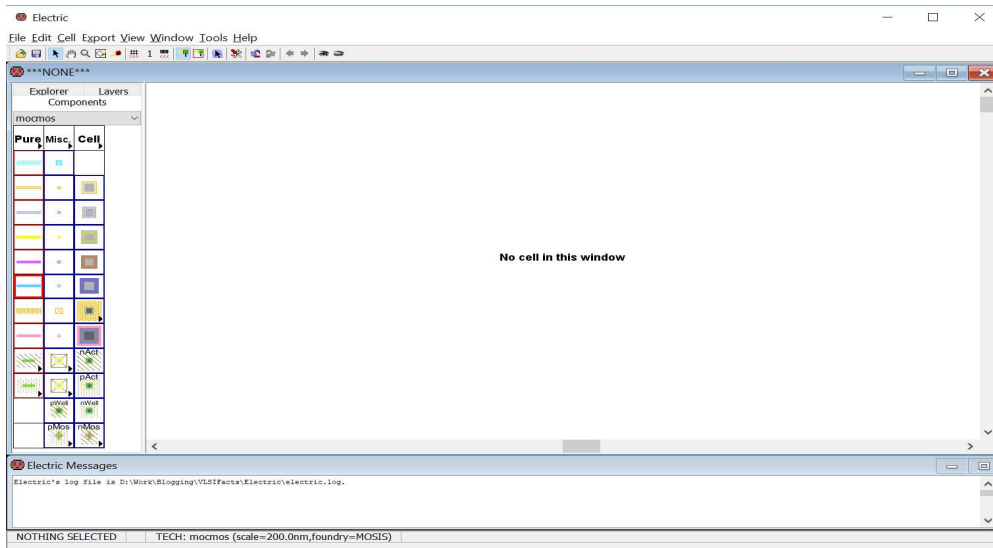 Electric
File Edit Cell Export View Window Tools Help
1
***NONE***
Explorer Layers
Components
mocmos
Pure Misc. Cell
nAct
pAct
pWell nWell
pMos nMos
No cell in this window
Electric Messages
Electric's log file is D:\Work\Blogging\VLSIFacts\Electric\electric.log.
NOTHING SELECTED TECH: mocmos (scale=200.0nm,foundry=MOSIS)